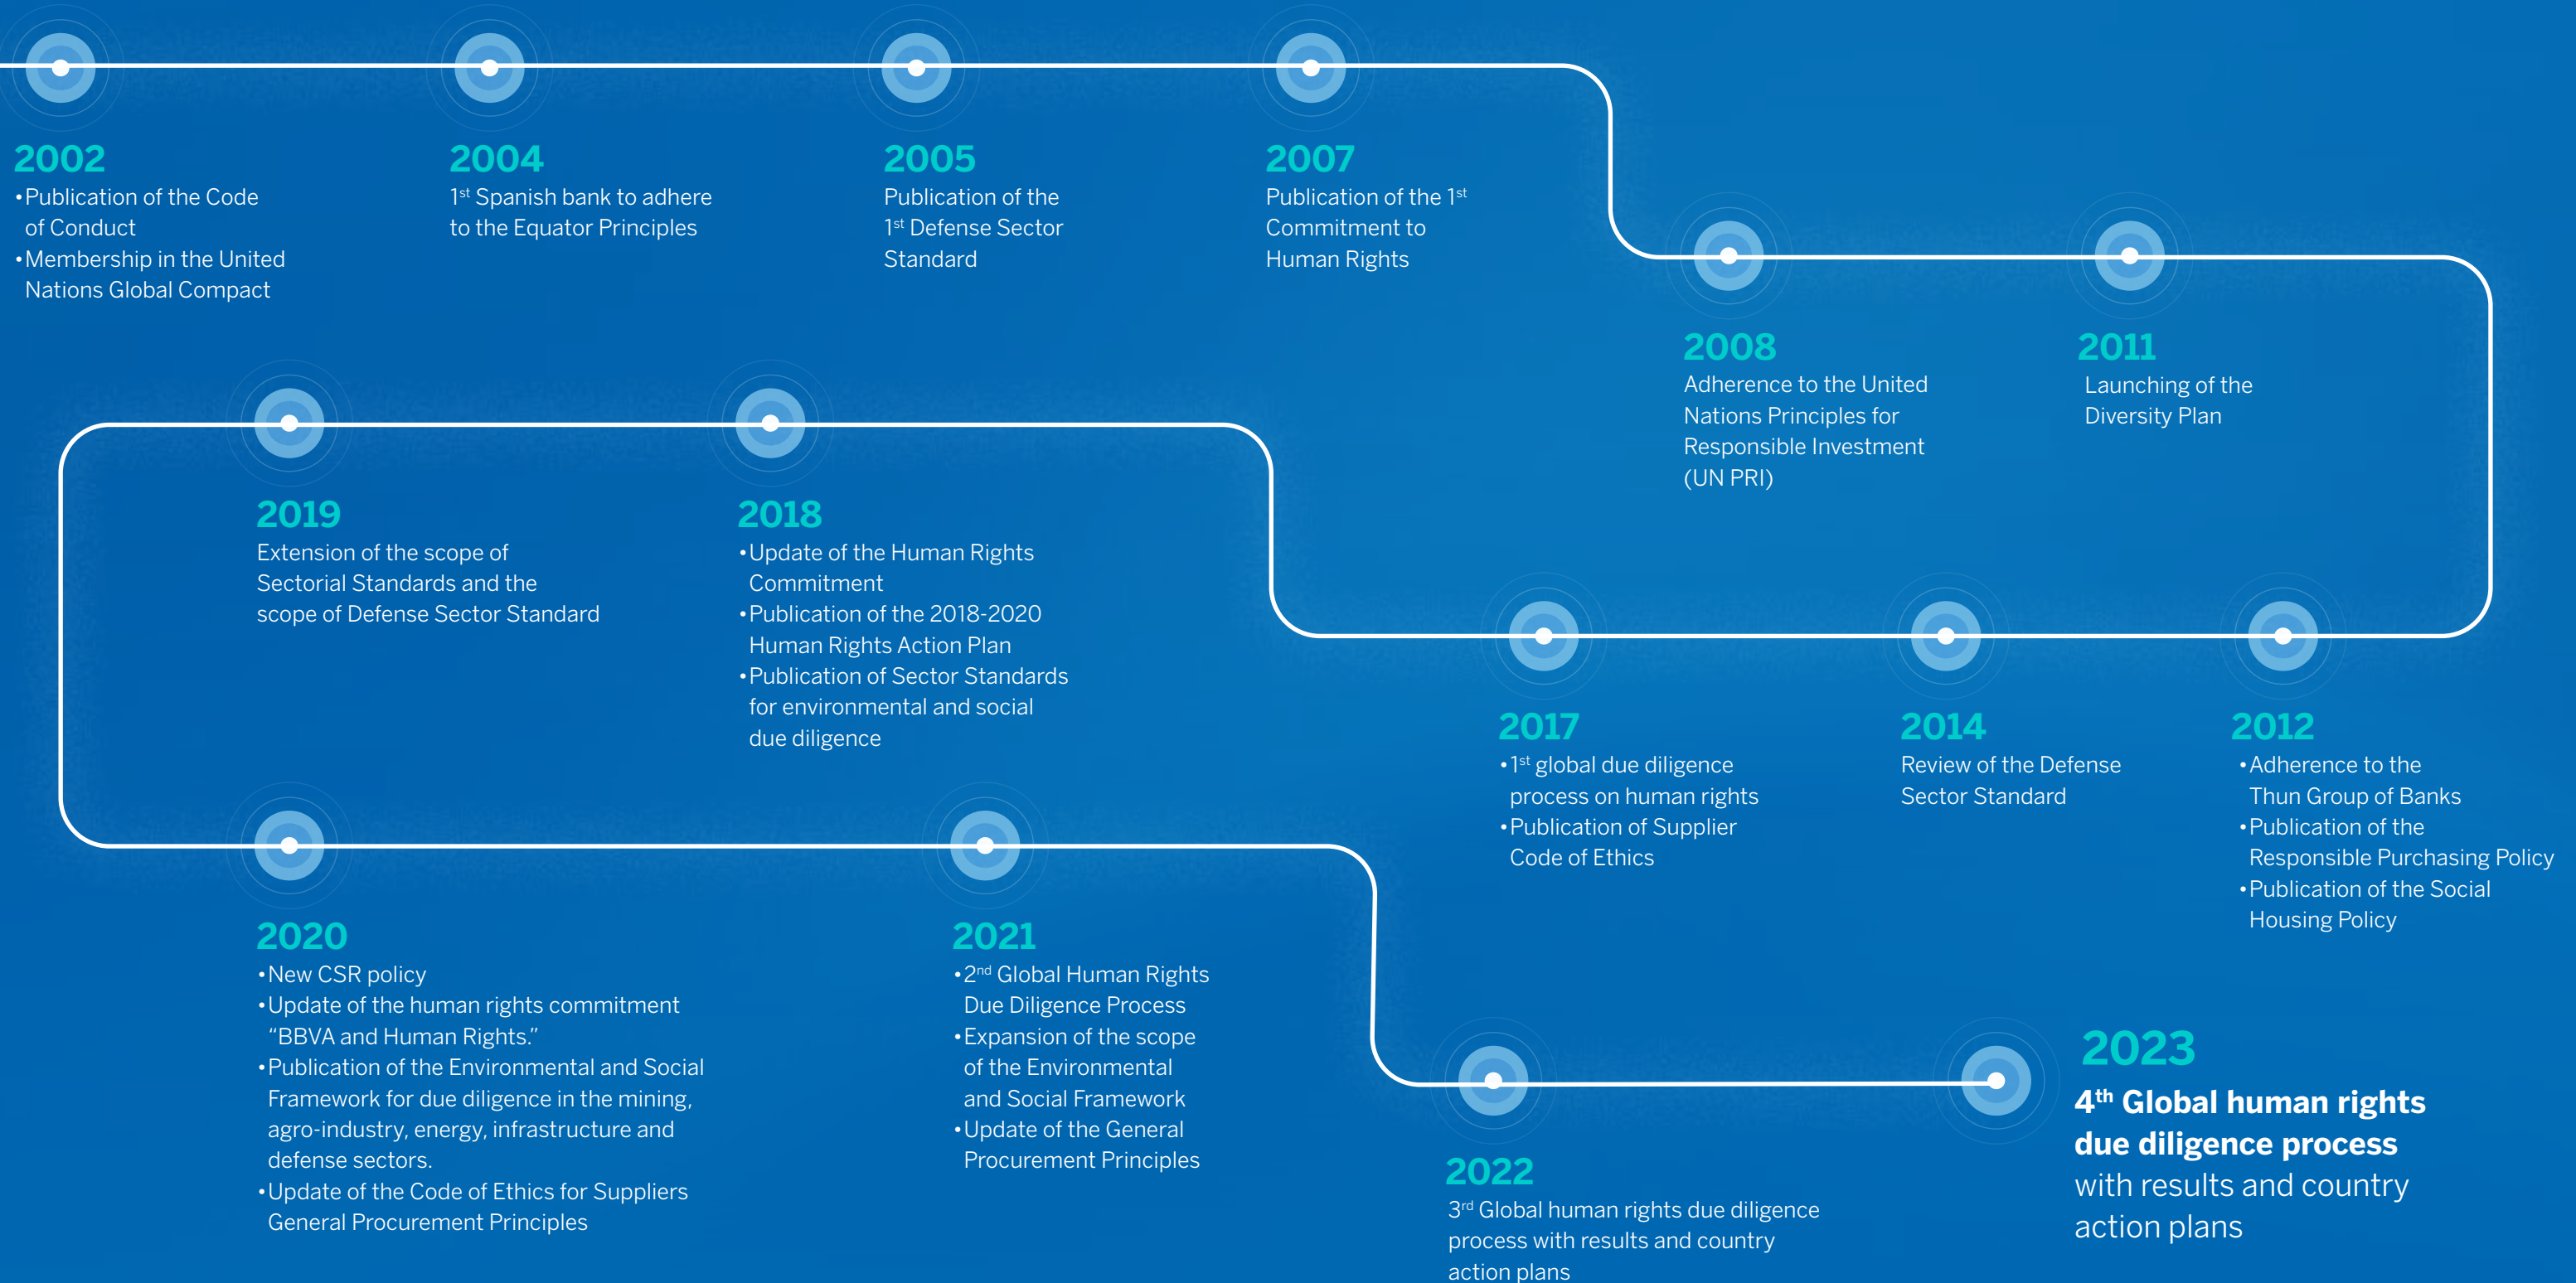 2002
•Publication of the Code
of Conduct
•Membership in the United
Nations Global Compact
2004
1st Spanish bank to adhere
to the Equator Principles
2005
Publication of the
1st Defense Sector
Standard
2007
Publication of the 1st
Commitment to
Human Rights
2008
Adherence to the United
Nations Principles for
Responsible Investment
(UN PRI)
2011
Launching of the
Diversity Plan
2012
•Adherence to the
Thun Group of Banks
•Publication of the
Responsible Purchasing Policy
•Publication of the Social
Housing Policy
2014
Review of the Defense
Sector Standard
2017
•1st global due diligence
process on human rights
•Publication of Supplier
Code of Ethics
2018
•Update of the Human Rights
Commitment
•Publication of the 2018-2020
Human Rights Action Plan
•Publication of Sector Standards
for environmental and social
due diligence
2019
Extension of the scope of
Sectorial Standards and the
scope of Defense Sector Standard
2020
•New CSR policy
•Update of the human rights commitment
“BBVA and Human Rights.”
•Publication of the Environmental and Social
Framework for due diligence in the mining,
agro-industry, energy, infrastructure and
defense sectors.
•Update of the Code of Ethics for Suppliers
General Procurement Principles
2021
•2nd Global Human Rights
Due Diligence Process
•Expansion of the scope
of the Environmental
and Social Framework
•Update of the General
Procurement Principles
2022
3rd Global human rights due diligence
process with results and country
action plans
2023
4th Global human rights
due diligence process
with results and country
action plans